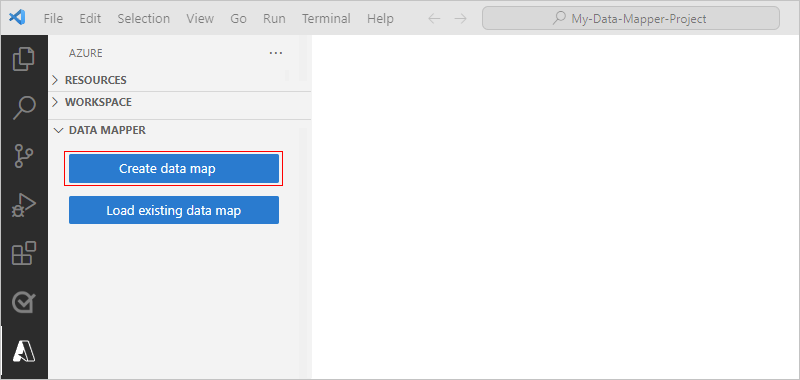 File Edit Selection View Go Run Terminal Help My-Data-Mapper-Project
AZURE
RESOURCES
WORKSPACE
DATA MAPPER
Create data map
Load existing data map